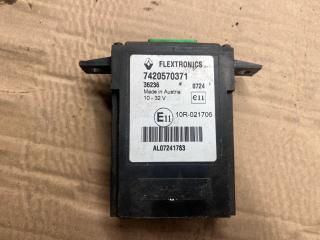 FLEXTRONICS
7420570371
36236 # 0724
Made in Austria e11
10 - 32 V
E11 10R-021706
AL07241783